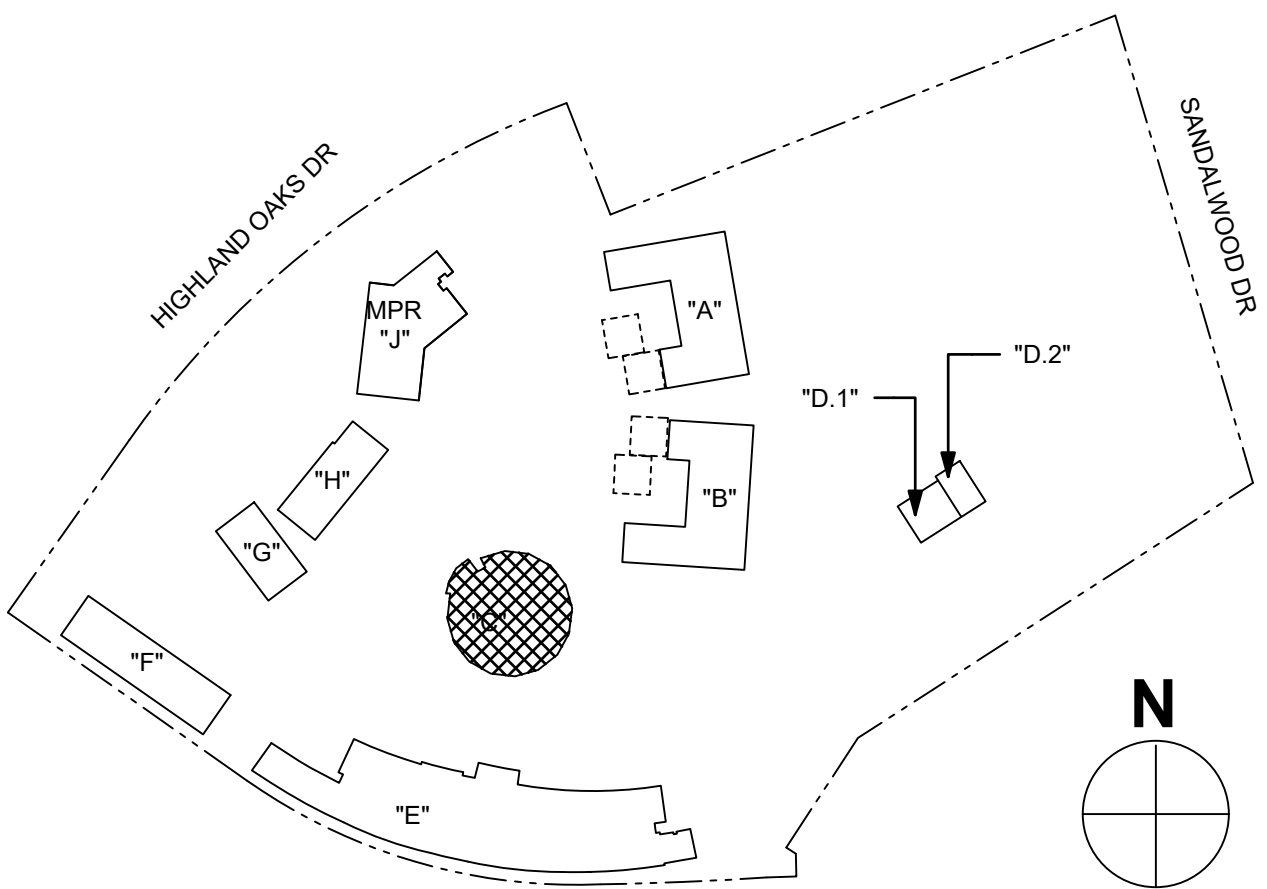 HIGHLAND OAKS DR
SANDALWOOD DR
MPR
"J"
"A"
"D.2"
"D.1"
"H"
"B"
"G"
"C"
"F"
N
"E"